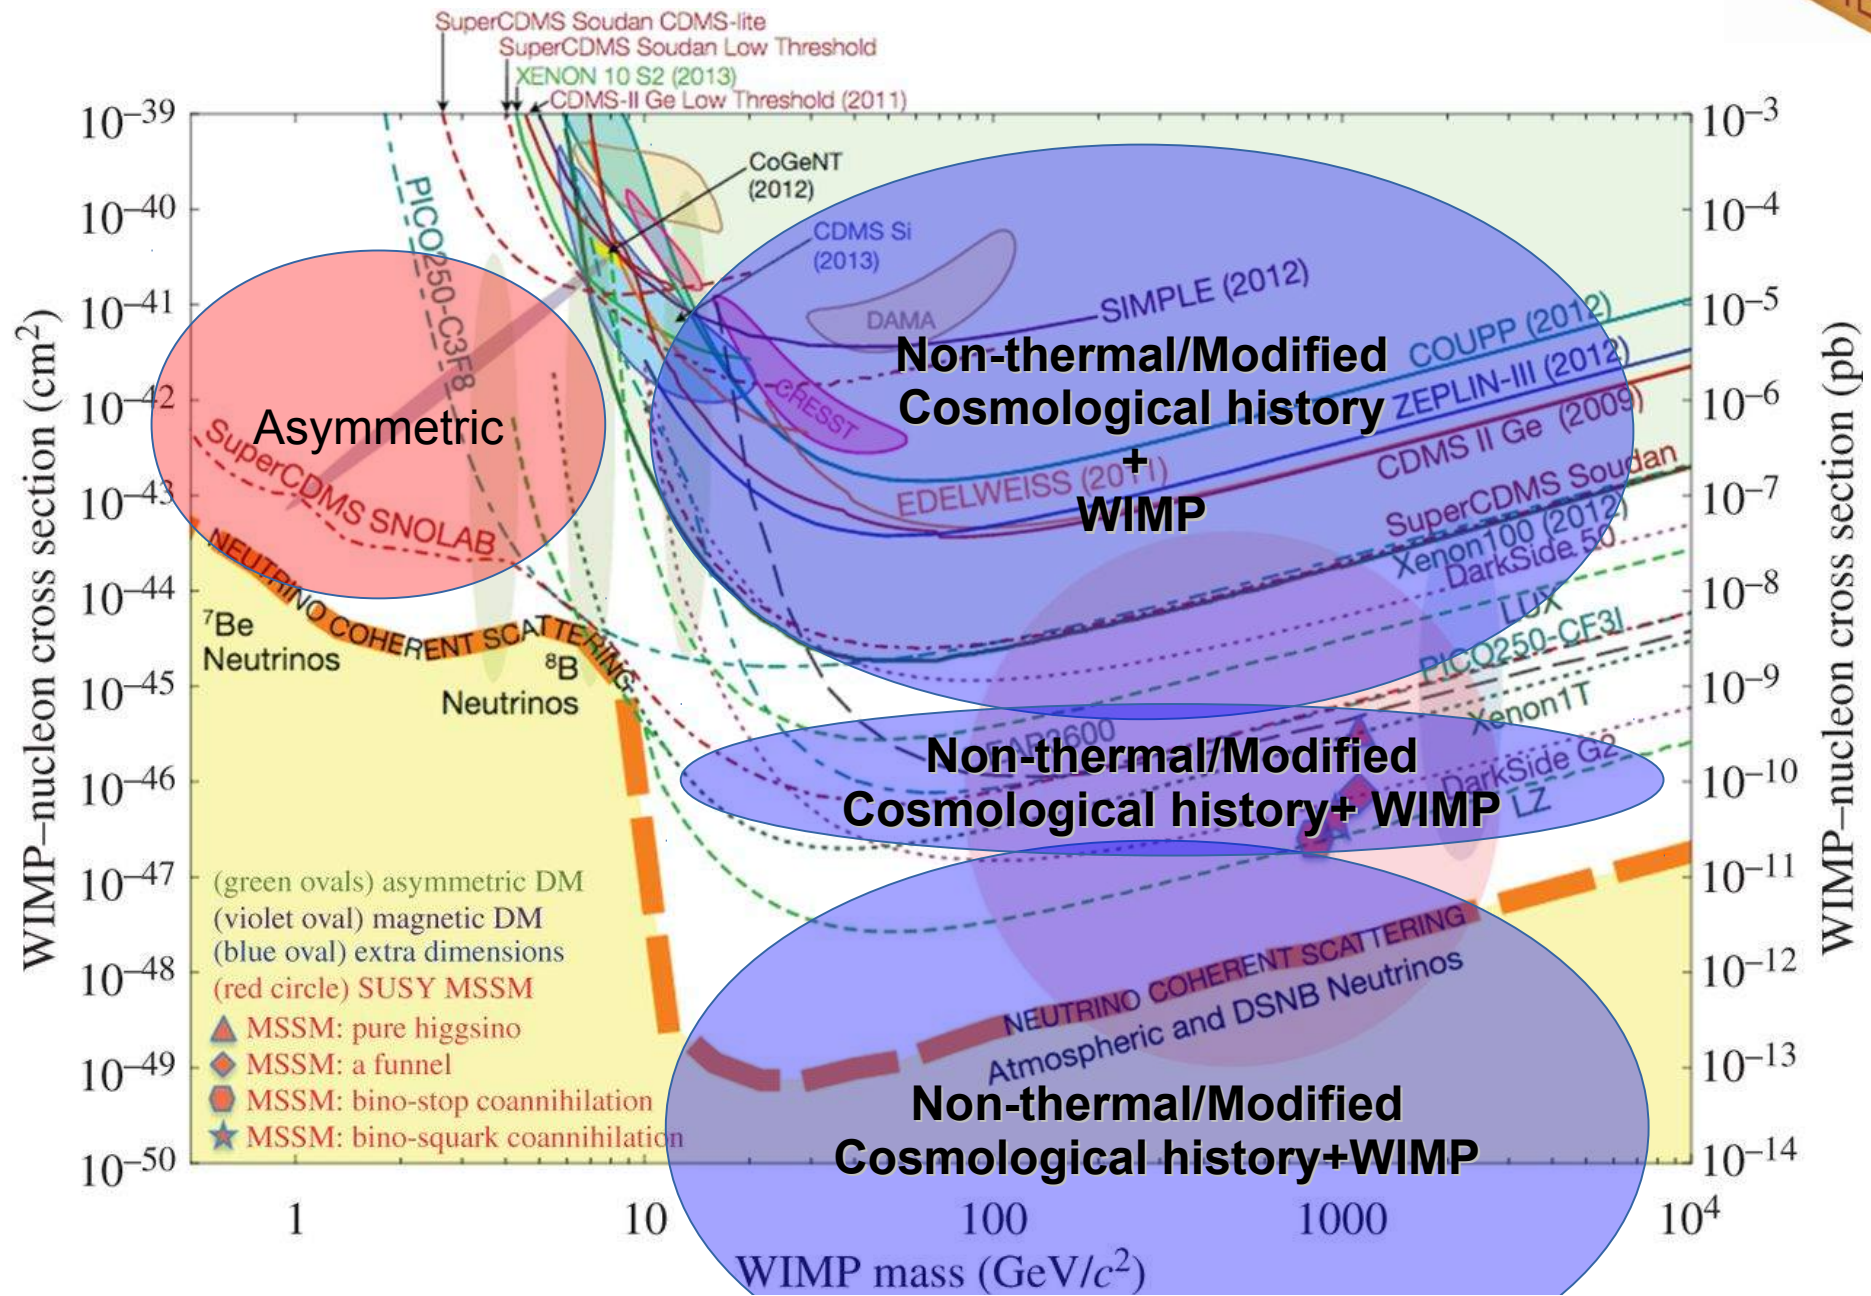 SuperCDMS Soudan CDMS-lite
SuperCDMS Soudan Low Threshold
XENON 10 S2 (2013)
CDMS-II Ge Low Threshold (2011)
10–39
10–40
10–41
10–42
10–43
10–44
10–45
10–46
10–47
10–48
10–49
10–50
WIMP–nucleon cross section (cm2)
10–3
10–4
10–5
10–6
10–7
10–8
10–9
10–10
10–11
10–12
10–13
10–14
WIMP–nucleon cross section (pb)
PICO250-C3F8
CoGeNT
(2012)
CDMS Si
(2013)
DAMA
SIMPLE (2012)
COUPP (2012)
ZEPLIN-III (2012)
CRESST
EDELWEISS (2011)
CDMS II Ge (2009)
SuperCDMS Soudan
Xenon100 (2012)
DarkSide 50
LUX
PICO250-CF3I
Xenon1T
DarkSide G2
LZ
Non-thermal/Modified
Cosmological history
+
WIMP
Asymmetric
SuperCDMS SNOLAB
NEUTRINO COHERENT SCATTERING
7Be
Neutrinos
8B
Neutrinos
Non-thermal/Modified
Cosmological history+ WIMP
(green ovals) asymmetric DM
(violet oval) magnetic DM
(blue oval) extra dimensions
(red circle) SUSY MSSM
MSSM: pure higgsino
MSSM: a funnel
MSSM: bino-stop coannihilation
MSSM: bino-squark coannihilation
NEUTRINO COHERENT SCATTERING
Atmospheric and DSNB Neutrinos
Non-thermal/Modified
Cosmological history+WIMP
1 10 100 1000 104
WIMP mass (GeV/c2)